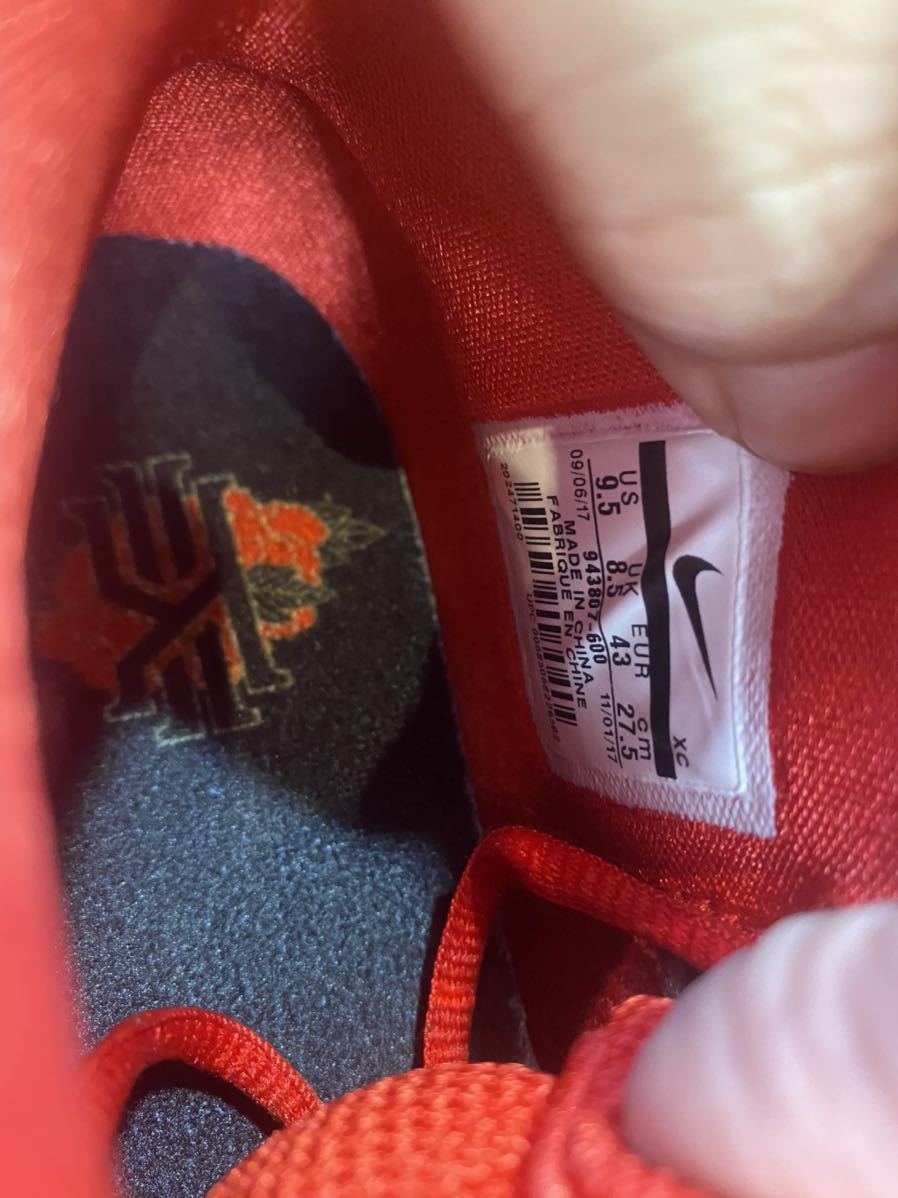 XC
US UK EUR cm
9.5 8.5 43 27.5
09/06/17 943807-600 11/01/17
MADE IN CHINA
FABRIQUE EN CHINE
202471400